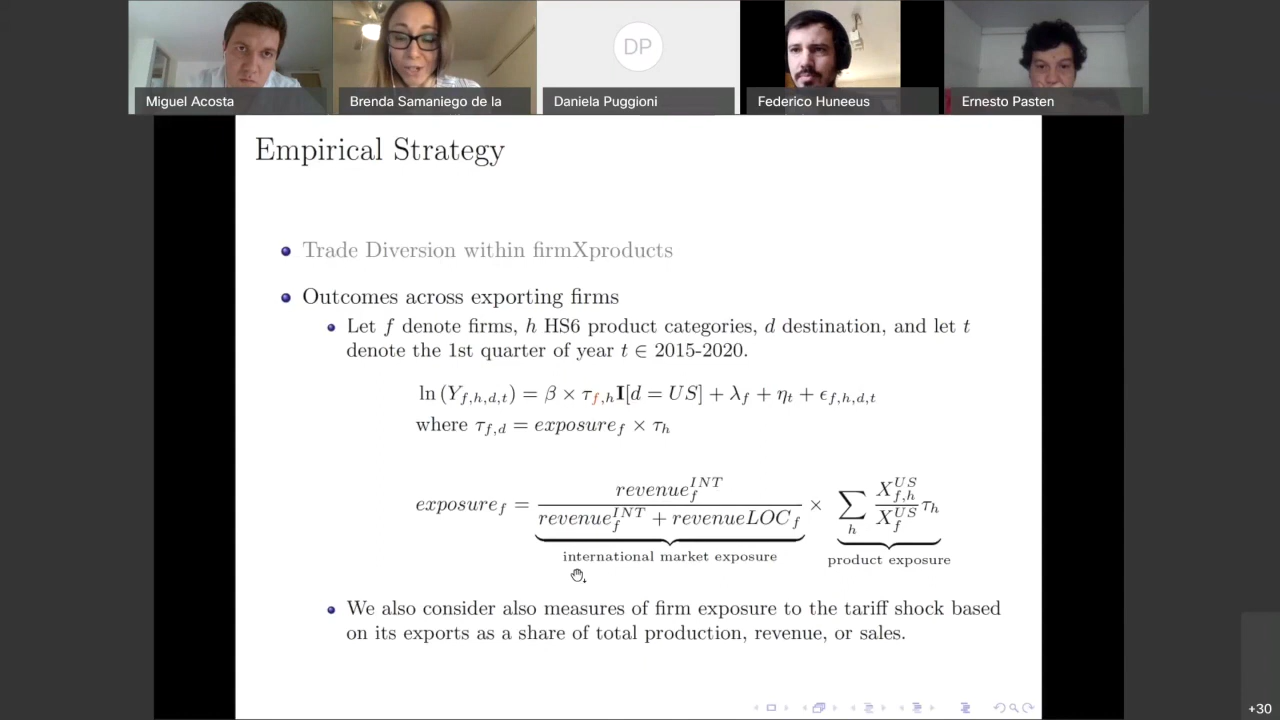 DP
Miguel Acosta
Brenda Samaniego de la
Daniela Puggioni
Federico Huneeus
Ernesto Pasten
Empirical Strategy
Trade Diversion within firmXproducts
Outcomes across exporting firms
Let f denote firms, h HS6 product categories, d destination, and let t
denote the 1st quarter of year t ∈ 2015-2020.
ln (Y_{f,h,d,t}) = β × τ_{f,h}I[d = US] + λ_f + η_t + ϵ_{f,h,d,t}
where τ_{f,d} = exposure_f × τ_h
exposure_f = \frac{revenue_f^{INT}}{revenue_f^{INT} + revenueLOC_f} × \sum_h \frac{X_{f,h}^{US}}{X_f^{US}} τ_h
international market exposure
product exposure
We also consider also measures of firm exposure to the tariff shock based
on its exports as a share of total production, revenue, or sales.
+30